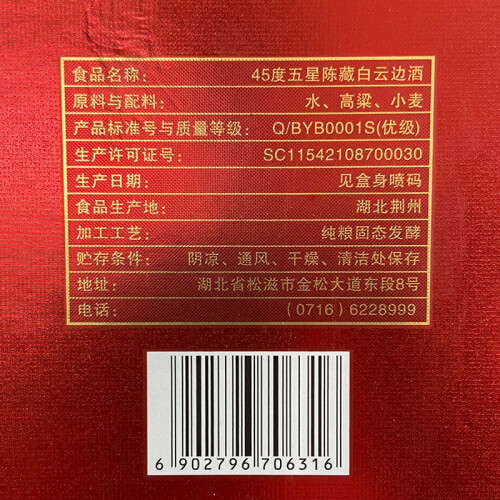 食品名称： 45度五星陈藏白云边酒
原料与配料： 水、高粱、小麦
产品标准号与质量等级： Q/BYB0001S(优级)
生产许可证号： SC11542108700030
生产日期： 见盒身喷码
食品生产地： 湖北荆州
加工工艺： 纯粮固态发酵
贮存条件： 阴凉、通风、干燥、清洁处保存
地址： 湖北省松滋市金松大道东段8号
电话： （0716）6228999
6 902796 706316